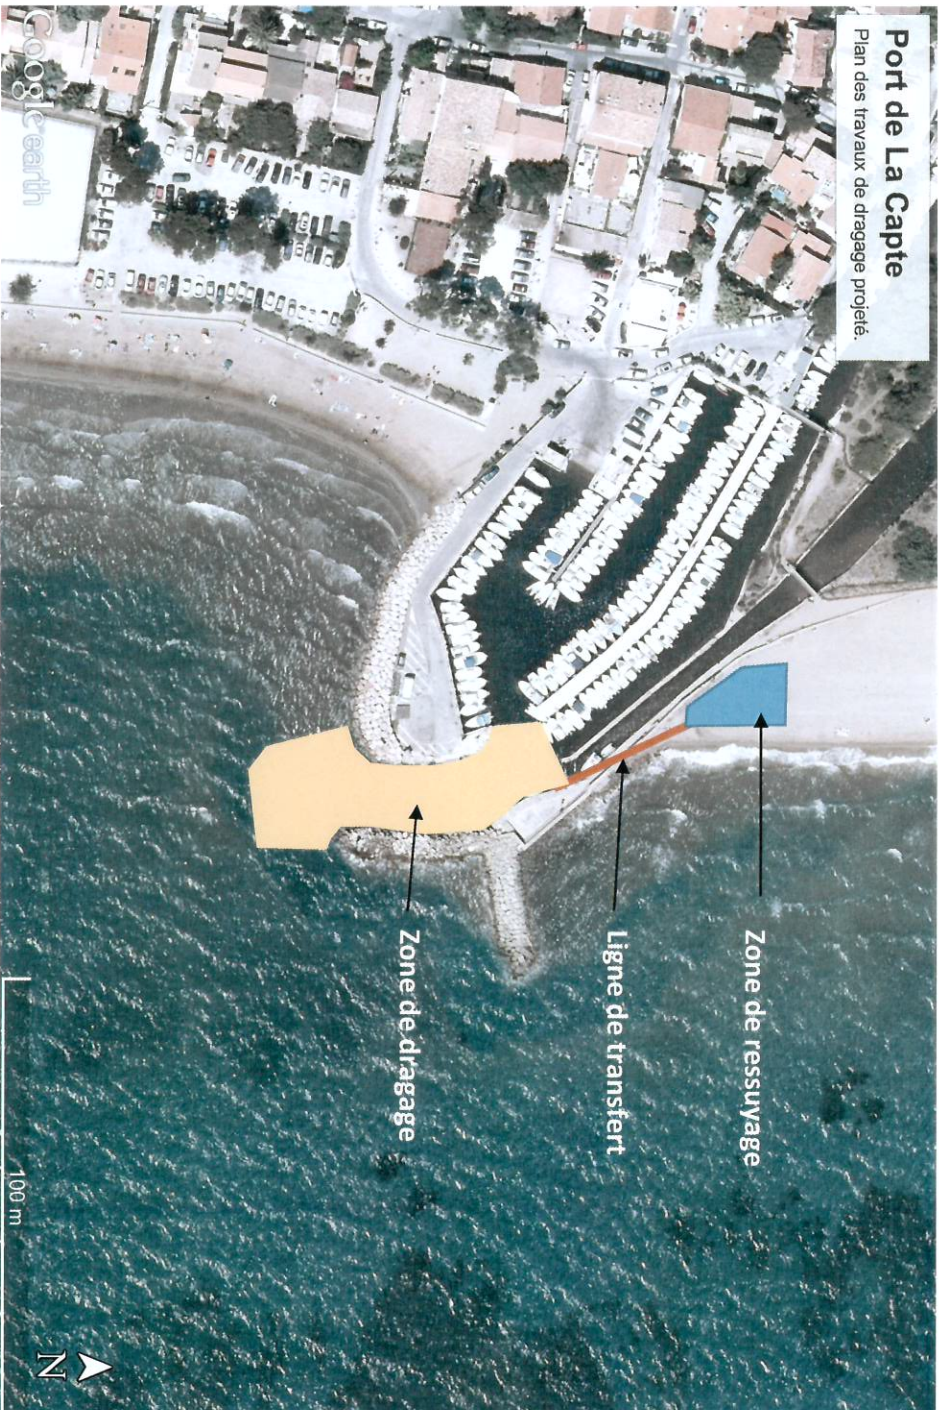 Port de La Capte
Plan des travaux de dragage projeté.
Zone de ressuyage
Ligne de transfert
Zone de dragage
Google earth
100 m
N